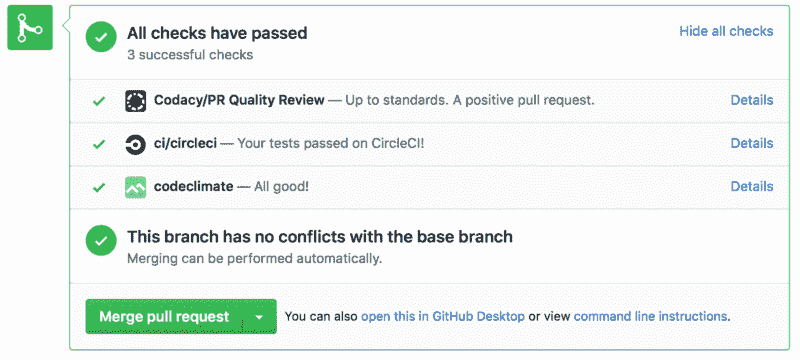 All checks have passed
Hide all checks
3 successful checks
Codacy/PR Quality Review — Up to standards. A positive pull request.
Details
ci/circleci — Your tests passed on CircleCI!
Details
codeclimate — All good!
Details
This branch has no conflicts with the base branch
Merging can be performed automatically.
Merge pull request
You can also open this in GitHub Desktop or view command line instructions.